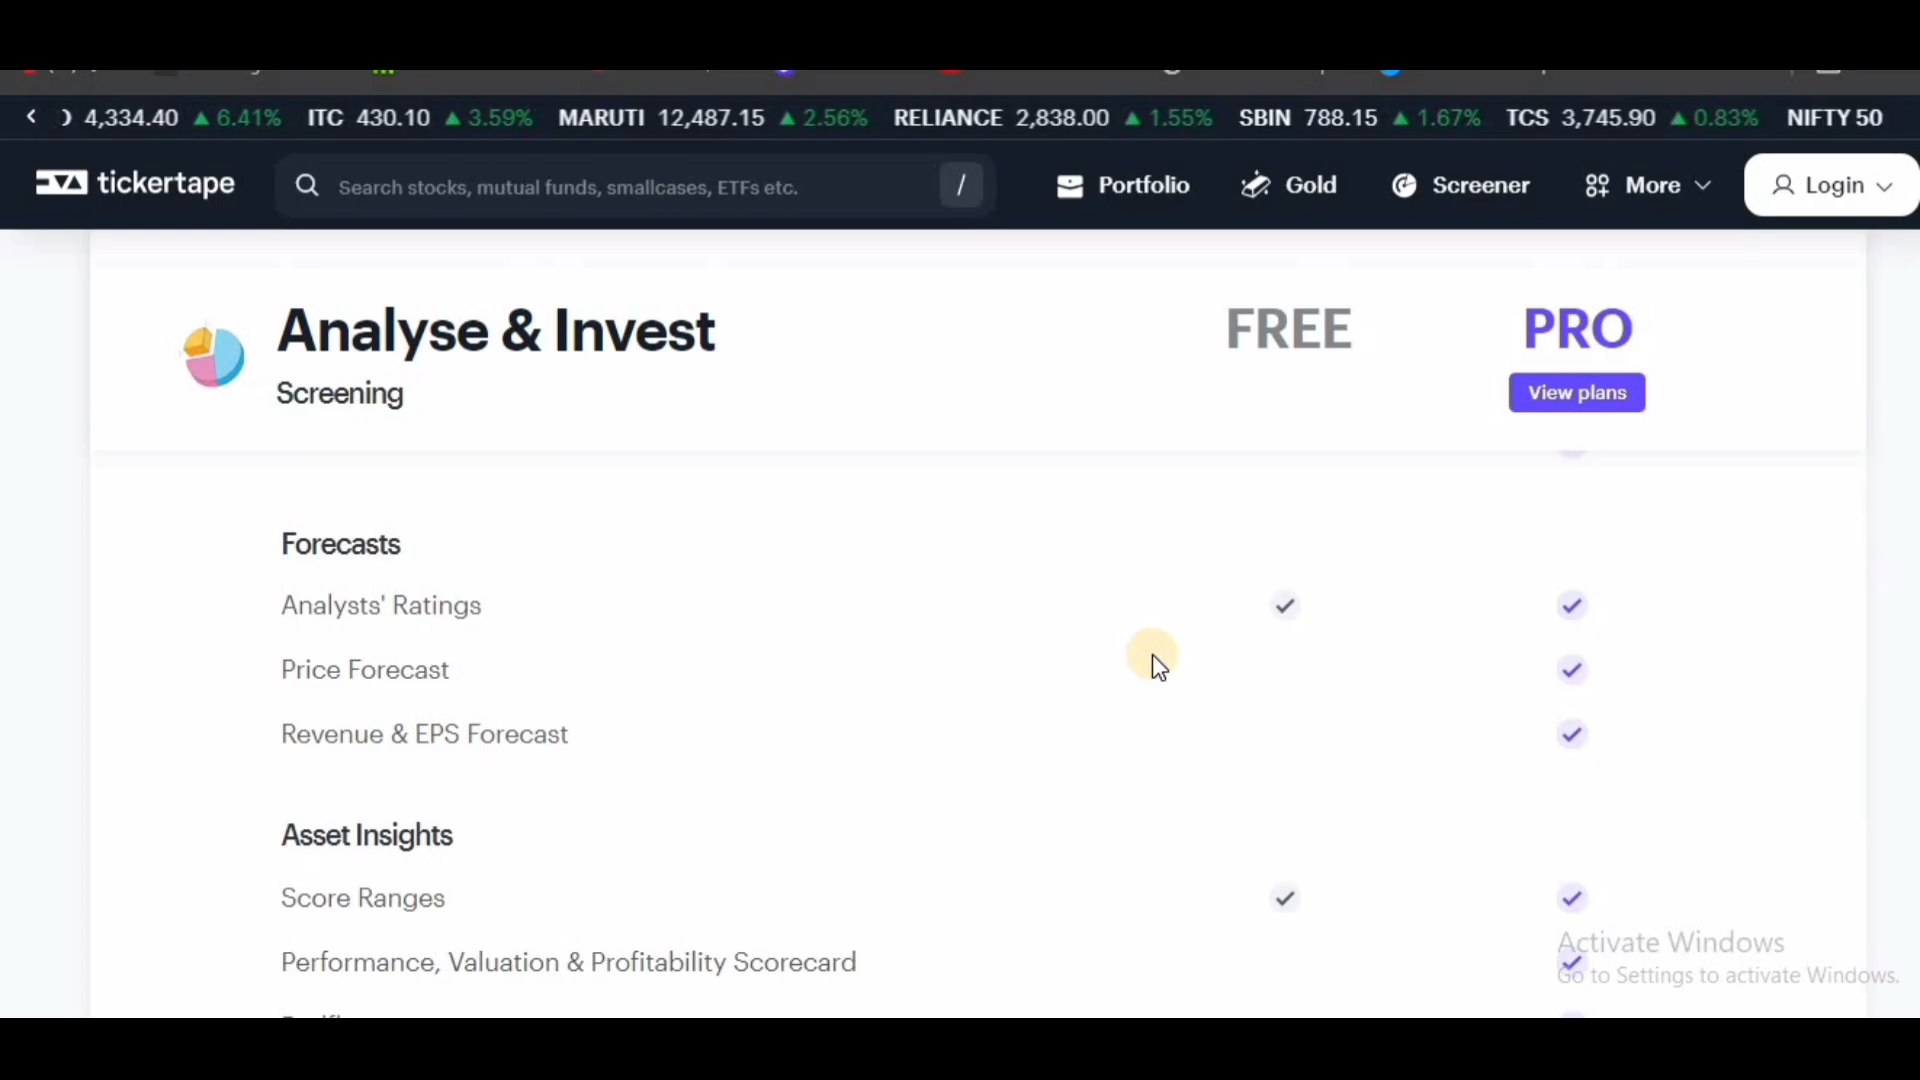 4,334.40 ▲ 6.41% ITC 430.10 ▲ 3.59% MARUTI 12,487.15 ▲ 2.56% RELIANCE 2,838.00 ▲ 1.55% SBIN 788.15 ▲ 1.67% TCS 3,745.90 ▲ 0.83% NIFTY 50
tickertape Search stocks, mutual funds, smallcases, ETFs etc. / Portfolio Gold Screener More Login
Analyse & Invest FREE PRO
Screening View plans
Forecasts
Analysts' Ratings
Price Forecast
Revenue & EPS Forecast
Asset Insights
Score Ranges
Activate Windows
Performance, Valuation & Profitability Scorecard
Go to Settings to activate Windows.